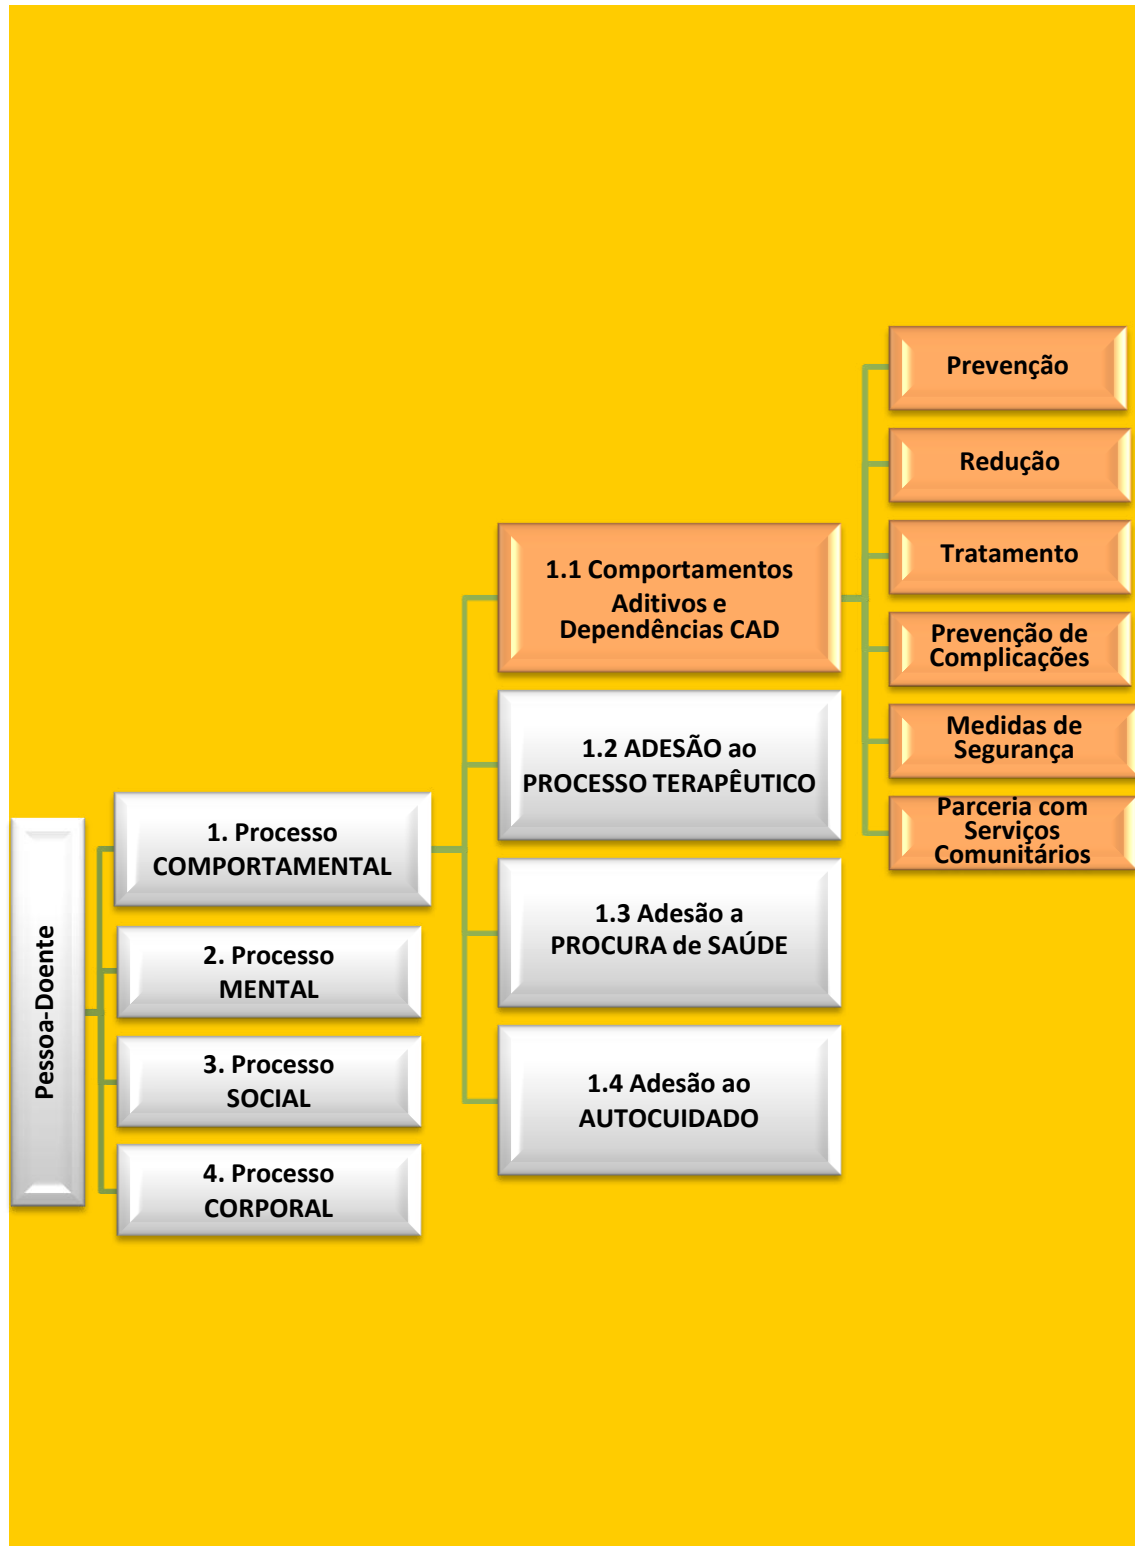 Pessoa-Doente
1. Processo
COMPORTAMENTAL
2. Processo
MENTAL
3. Processo
SOCIAL
4. Processo
CORPORAL
1.1 Comportamentos
Aditivos e
Dependências CAD
1.2 ADESÃO ao
PROCESSO TERAPÊUTICO
1.3 Adesão a
PROCURA de SAÚDE
1.4 Adesão ao
AUTOCUIDADO
Prevenção
Redução
Tratamento
Prevenção de
Complicações
Medidas de
Segurança
Parceria com
Serviços
Comunitários